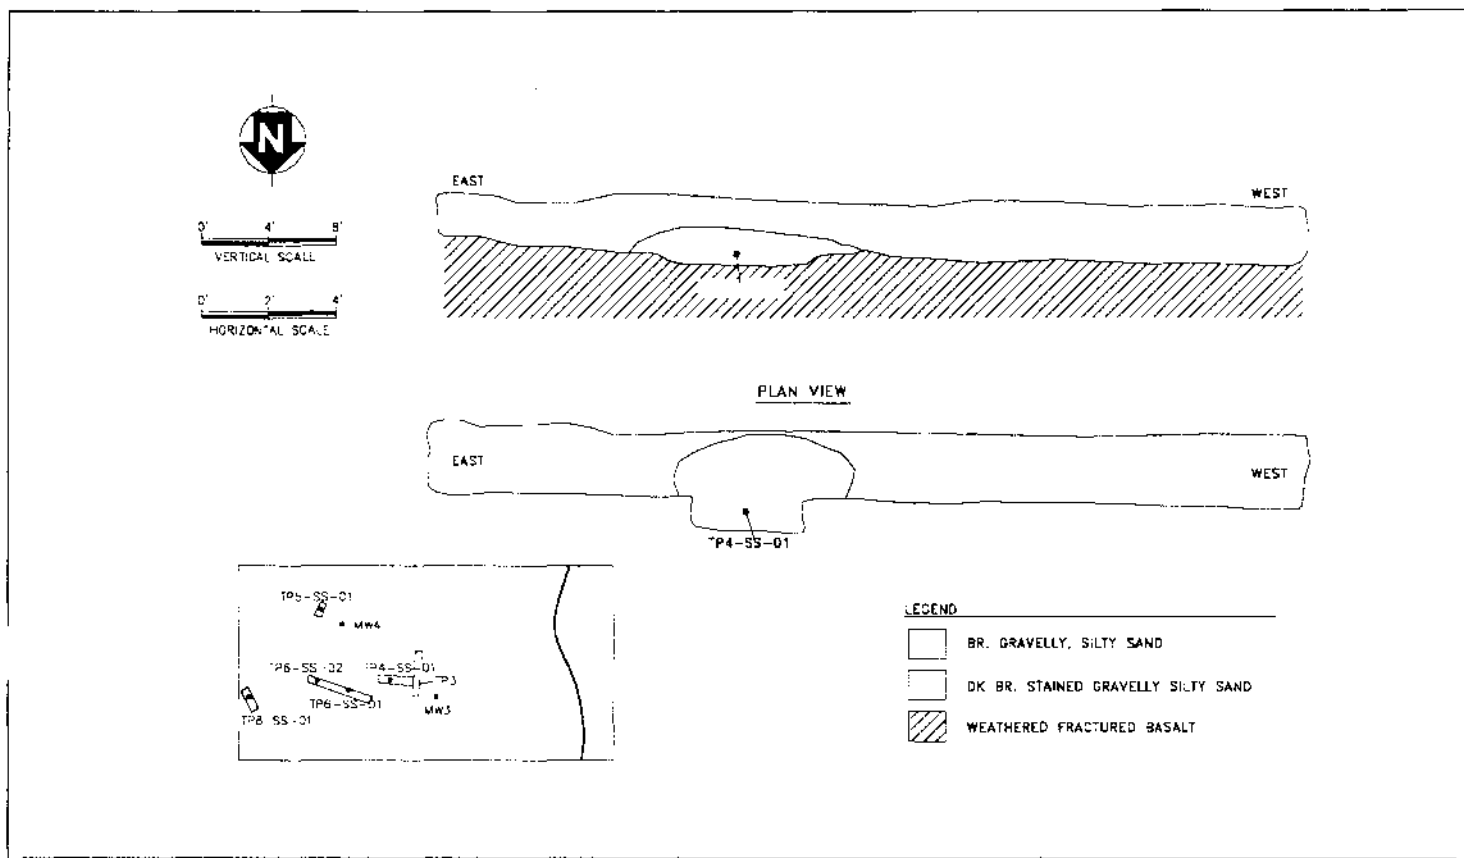 N
0' 4' 8'
VERTICAL SCALE
0' 2' 4'
HORIZONTAL SCALE
EAST
WEST
PLAN VIEW
EAST
WEST
TP4-SS-01
TP5-SS-01
MW4
TP6-SS-02
TP4-SS-01
TP3
TP6-SS-01
MW3
TP8-SS-01
LEGEND
BR. GRAVELLY, SILTY SAND
DK BR. STAINED GRAVELLY SILTY SAND
WEATHERED FRACTURED BASALT